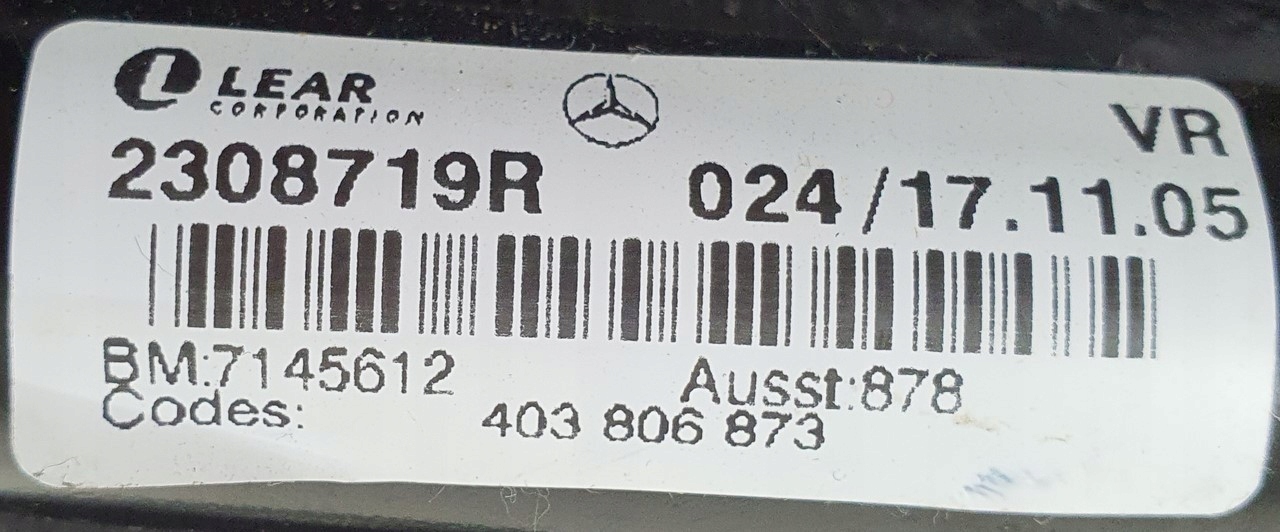 LEAR
CORPORATION
VR
2308719R 024/17.11.05
BM:7145612 Ausst:878
Codes: 403 806 873